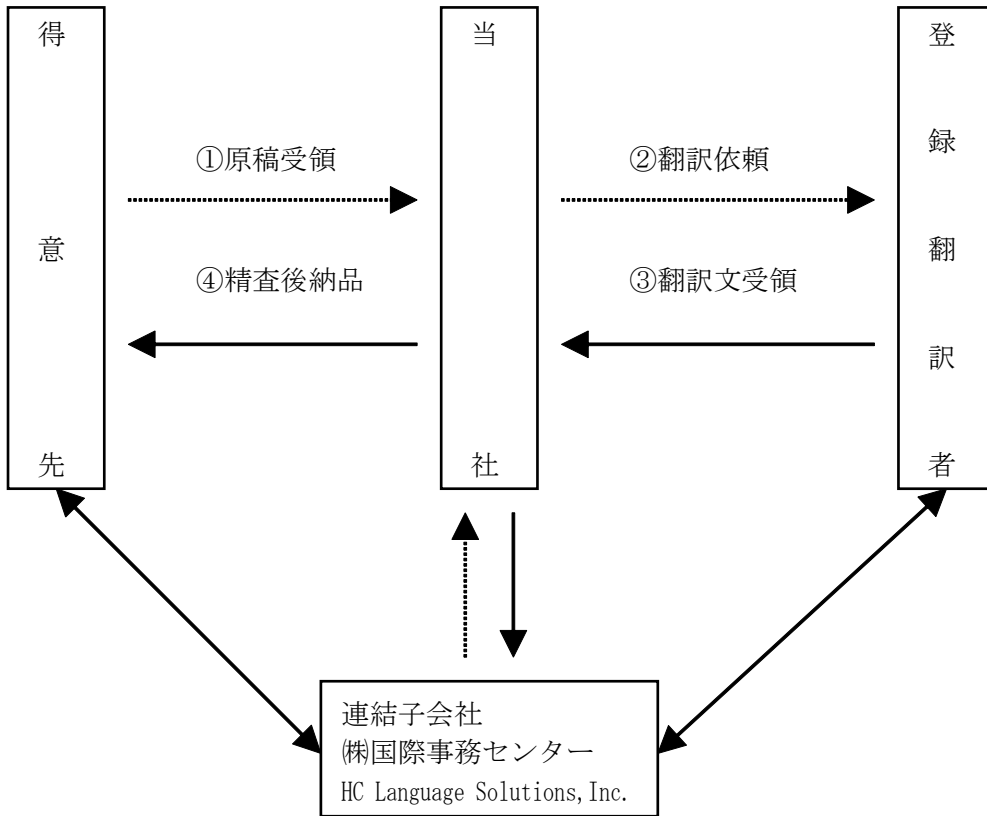 得意先
当社
登録翻訳者
①原稿受領
②翻訳依頼
④精査後納品
③翻訳文受領
連結子会社
㈱国際事務センター
HC Language Solutions,Inc.